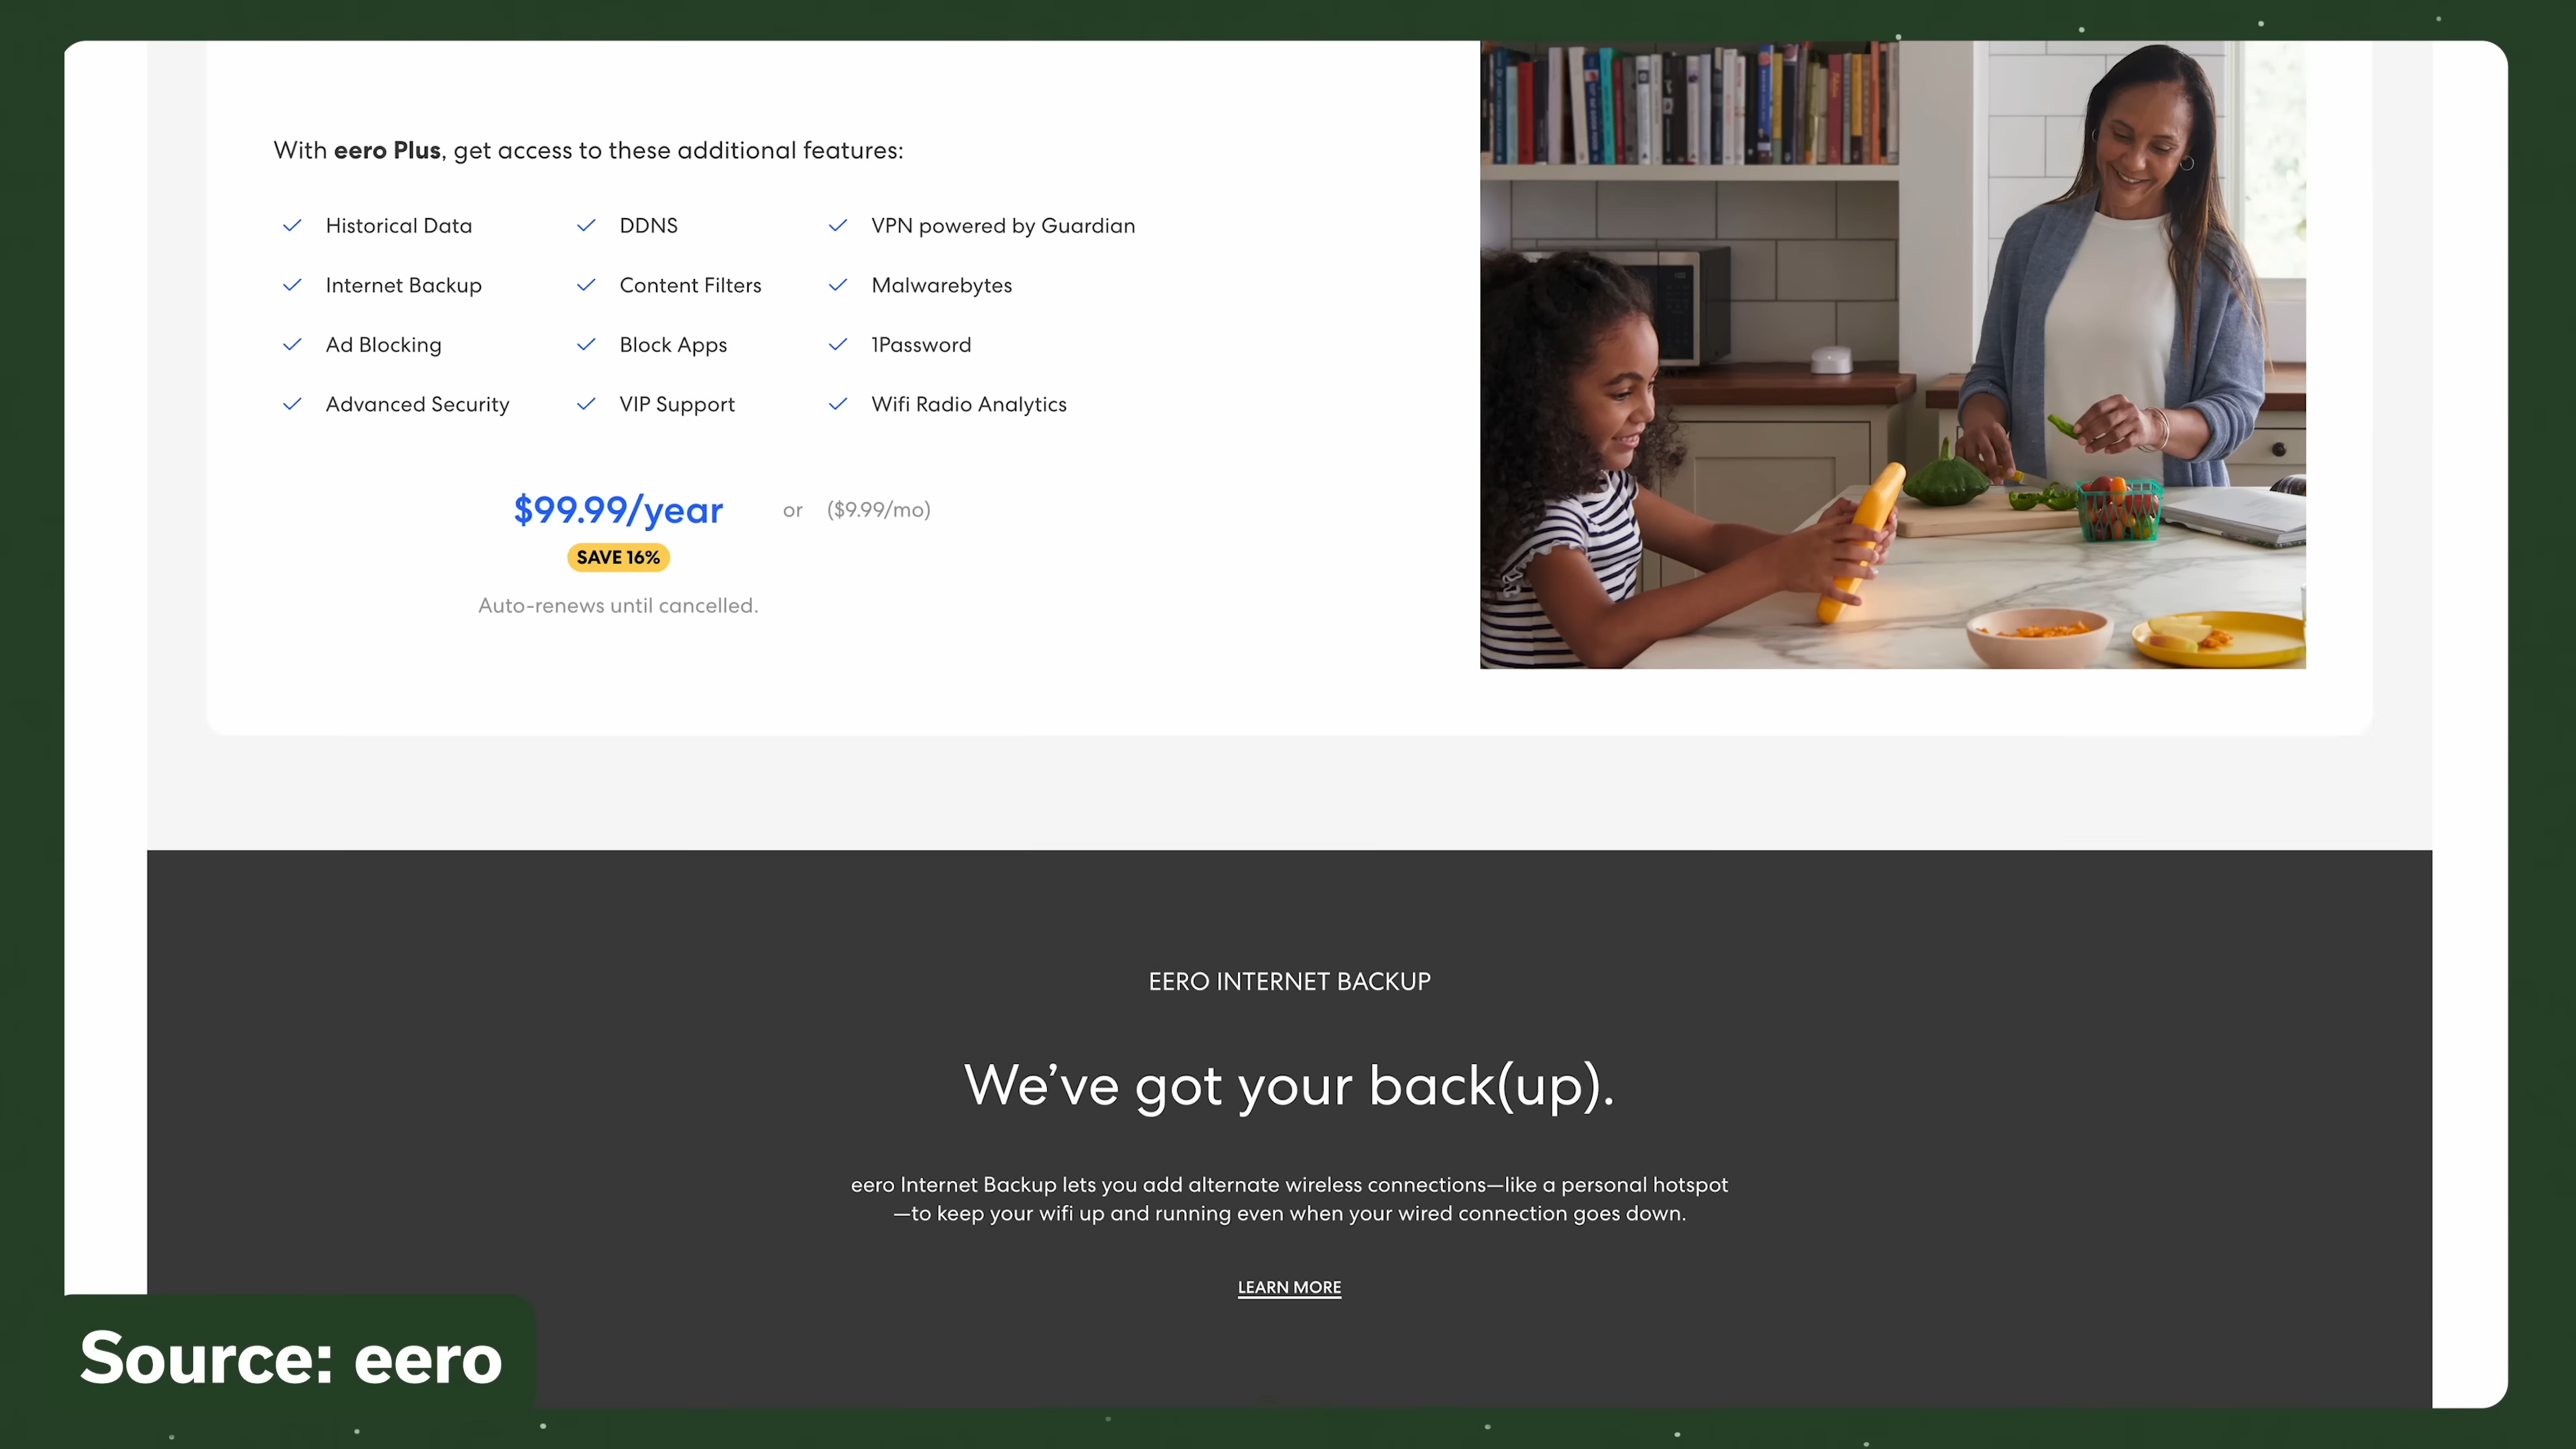 With eero Plus, get access to these additional features:
Historical Data
DDNS
VPN powered by Guardian
Internet Backup
Content Filters
Malwarebytes
Ad Blocking
Block Apps
1Password
Advanced Security
VIP Support
Wifi Radio Analytics
$99.99/year or ($9.99/mo)
SAVE 16%
Auto-renews until cancelled.
EERO INTERNET BACKUP
We've got your back(up).
eero Internet Backup lets you add alternate wireless connections—like a personal hotspot
—to keep your wifi up and running even when your wired connection goes down.
LEARN MORE
Source: eero